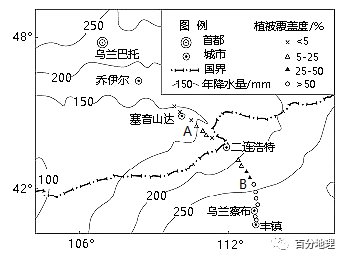 48°
42°
106°
112°
250
200
150
100
150
200
250
乌兰巴托
乔伊尔
塞音山达
A
二连浩特
B
乌兰察布
丰镇
图 例
首都
城市
国界
150 年降水量/mm
植被覆盖度/%
<5
5-25
25-50
>50
百分地理